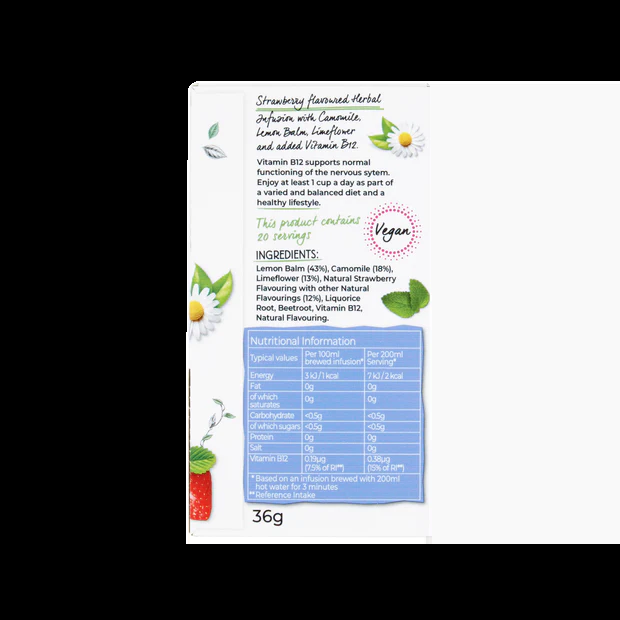 Strawberry flavoured Herbal
Infusion with Camomile,
Lemon Balm, Limeflower
and added Vitamin B12.
Vitamin B12 supports normal
functioning of the nervous sytem.
Enjoy at least 1 cup a day as part of
a varied and balanced diet and a
healthy lifestyle.
This product contains
20 servings
Vegan
INGREDIENTS:
Lemon Balm (43%), Camomile (18%),
Limeflower (13%), Natural Strawberry
Flavouring with other Natural
Flavourings (12%), Liquorice
Root, Beetroot, Vitamin B12,
Natural Flavouring.
Nutritional Information
Typical values Per 100ml brewed infusion* Per 200ml Serving*
Energy 3 kJ/1 kcal 7 kJ/2 kcal
Fat 0g 0g
of which saturates 0g 0g
Carbohydrate <0.5g <0.5g
of which sugars <0.5g <0.5g
Protein 0g 0g
Salt 0g 0g
Vitamin B12 0.19µg (7.5% of RI**) 0.38µg (15% of RI**)
* Based on an infusion brewed with 200ml
hot water for 3 minutes
** Reference Intake
36g